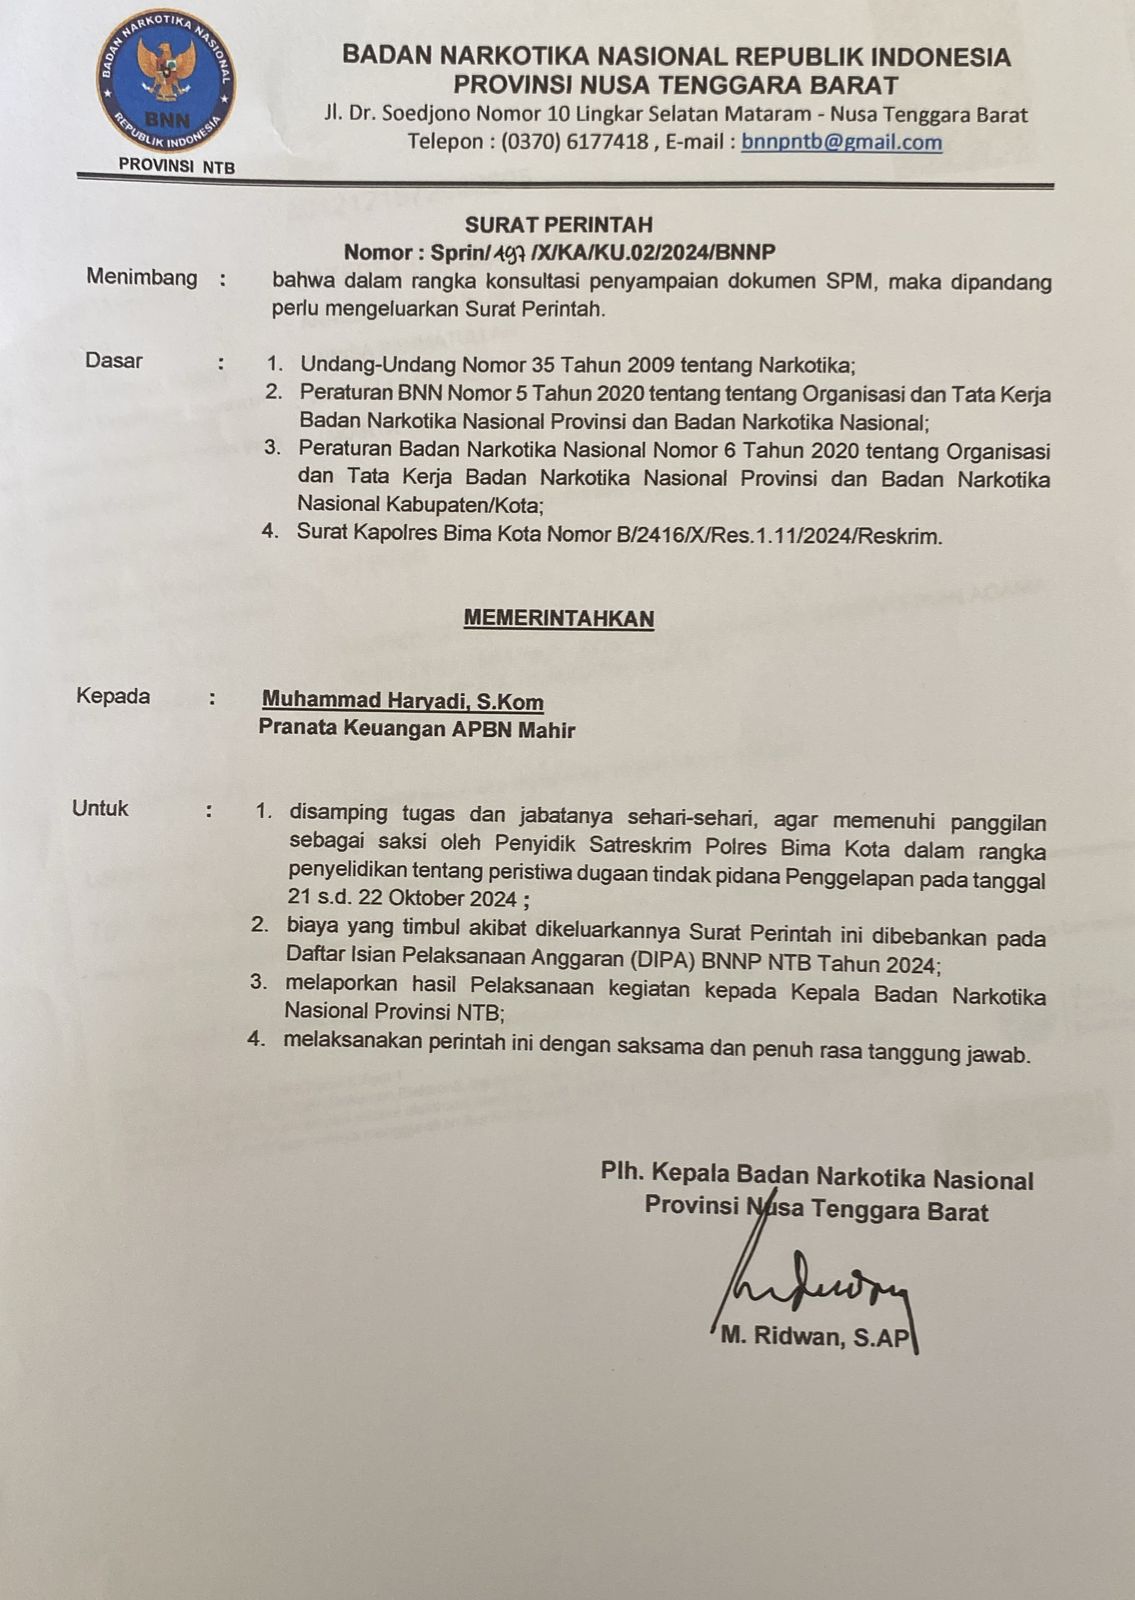 BADAN NARKOTIKA NASIONAL
BNN
REPUBLIK INDONESIA
PROVINSI NTB
BADAN NARKOTIKA NASIONAL REPUBLIK INDONESIA
PROVINSI NUSA TENGGARA BARAT
Jl. Dr. Soedjono Nomor 10 Lingkar Selatan Mataram - Nusa Tenggara Barat
Telepon : (0370) 6177418 , E-mail : bnnpntb@gmail.com
SURAT PERINTAH
Nomor : Sprin/197/X/KA/KU.02/2024/BNNP
Menimbang : bahwa dalam rangka konsultasi penyampaian dokumen SPM, maka dipandang
perlu mengeluarkan Surat Perintah.
Dasar : 1. Undang-Undang Nomor 35 Tahun 2009 tentang Narkotika;
2. Peraturan BNN Nomor 5 Tahun 2020 tentang tentang Organisasi dan Tata Kerja
Badan Narkotika Nasional Provinsi dan Badan Narkotika Nasional;
3. Peraturan Badan Narkotika Nasional Nomor 6 Tahun 2020 tentang Organisasi
dan Tata Kerja Badan Narkotika Nasional Provinsi dan Badan Narkotika
Nasional Kabupaten/Kota;
4. Surat Kapolres Bima Kota Nomor B/2416/X/Res.1.11/2024/Reskrim.
MEMERINTAHKAN
Kepada : Muhammad Haryadi, S.Kom
Pranata Keuangan APBN Mahir
Untuk : 1. disamping tugas dan jabatanya sehari-sehari, agar memenuhi panggilan
sebagai saksi oleh Penyidik Satreskrim Polres Bima Kota dalam rangka
penyelidikan tentang peristiwa dugaan tindak pidana Penggelapan pada tanggal
21 s.d. 22 Oktober 2024 ;
2. biaya yang timbul akibat dikeluarkannya Surat Perintah ini dibebankan pada
Daftar Isian Pelaksanaan Anggaran (DIPA) BNNP NTB Tahun 2024;
3. melaporkan hasil Pelaksanaan kegiatan kepada Kepala Badan Narkotika
Nasional Provinsi NTB;
4. melaksanakan perintah ini dengan saksama dan penuh rasa tanggung jawab.
Plh. Kepala Badan Narkotika Nasional
Provinsi Nusa Tenggara Barat
M. Ridwan, S.AP